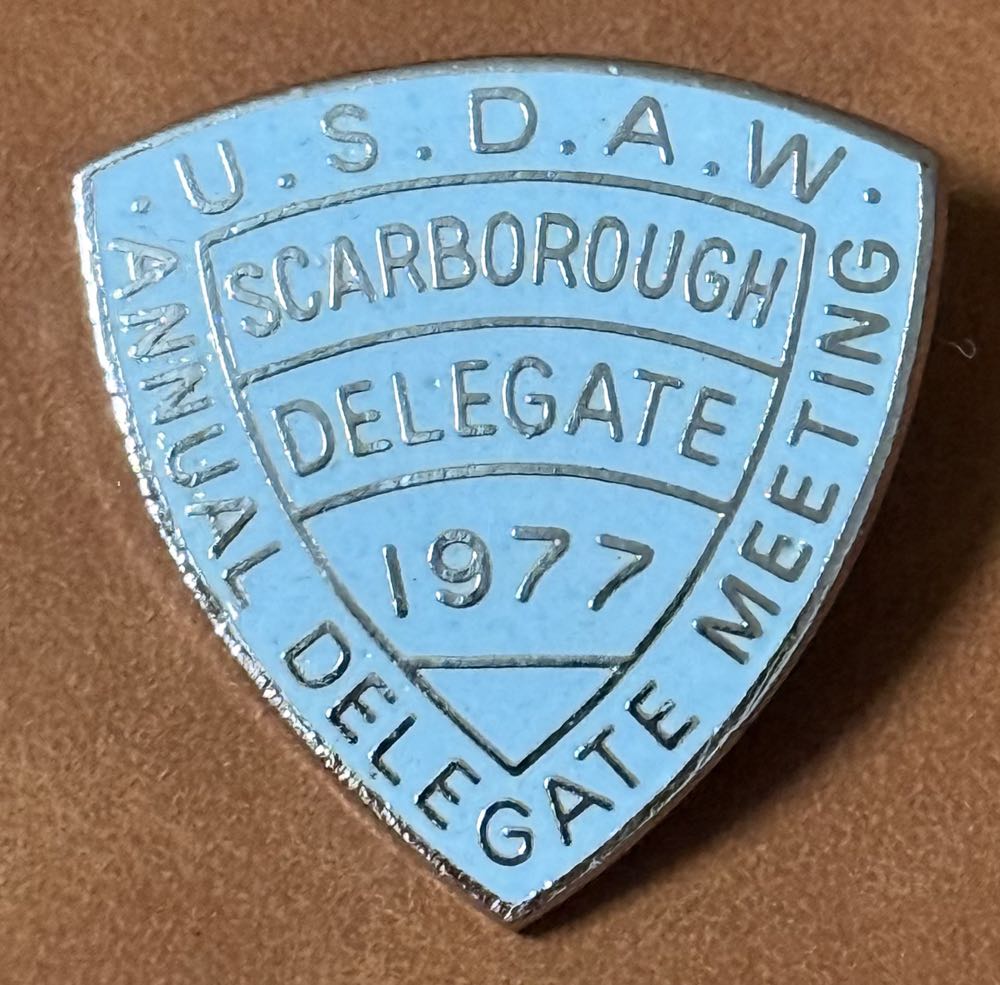 .U.S.D.A.W.
SCARBOROUGH
DELEGATE
1977
ANNUAL DELEGATE MEETING